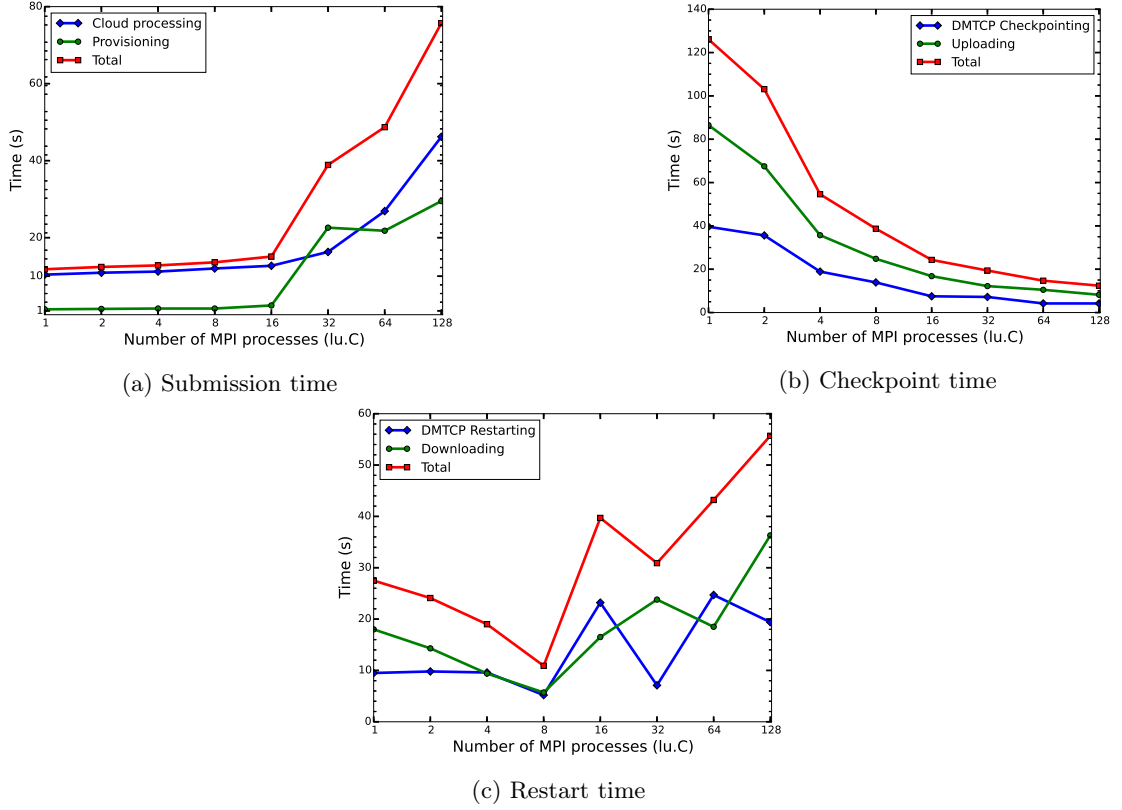 80
60
40
20
10
1
Time (s)
Cloud processing
Provisioning
Total
1 2 4 8 16 32 64 128
Number of MPI processes (lu.C)
(a) Submission time
140
120
100
80
60
40
20
0
Time (s)
DMTCP Checkpointing
Uploading
Total
1 2 4 8 16 32 64 128
Number of MPI processes (lu.C)
(b) Checkpoint time
60
50
40
30
20
10
0
Time (s)
DMTCP Restarting
Downloading
Total
1 2 4 8 16 32 64 128
Number of MPI processes (lu.C)
(c) Restart time